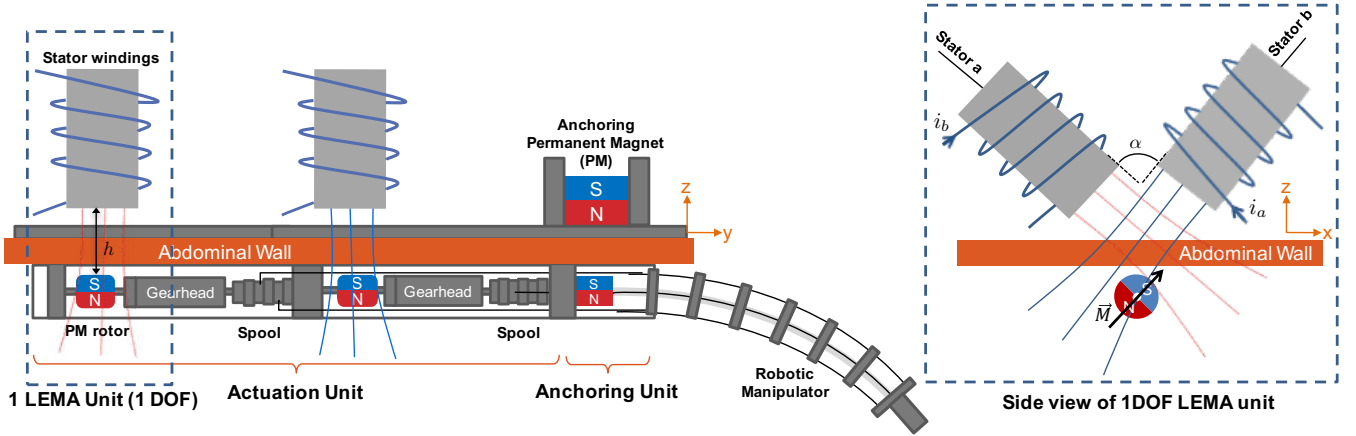 Stator windings
h
Anchoring
Permanent Magnet
(PM)
S
N
z
y
Abdominal Wall
S
N
Gearhead
S
N
Gearhead
S
N
PM rotor
Spool
Spool
Robotic
Manipulator
Actuation Unit
Anchoring Unit
1 LEMA Unit (1 DOF)
Stator a
Stator b
i_b
α
i_a
z
x
Abdominal Wall
S
N
M
Side view of 1DOF LEMA unit